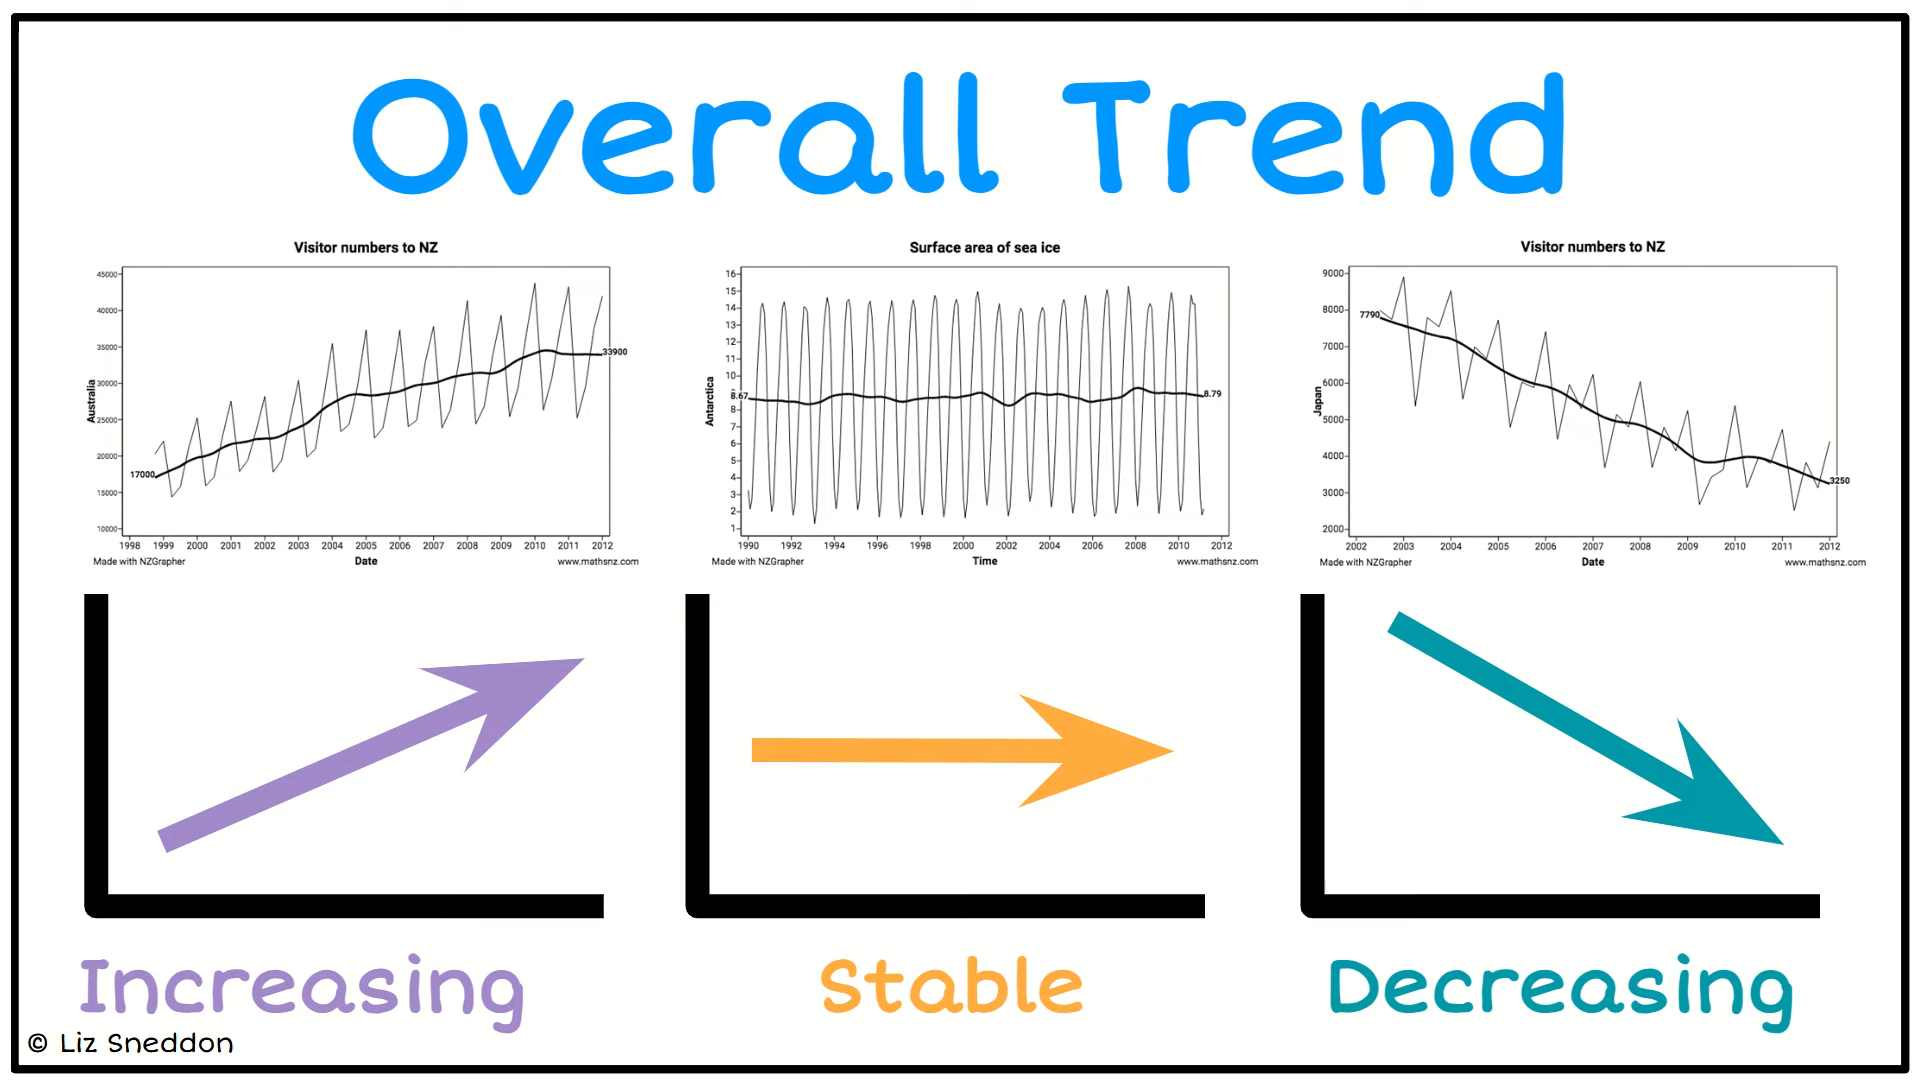 Overall Trend
Visitor numbers to NZ
45000
40000
35000
30000
25000
20000
15000
10000
Australia
17000
33900
1998 1999 2000 2001 2002 2003 2004 2005 2006 2007 2008 2009 2010 2011 2012
Made with NZGrapher Date www.mathsnz.com
Surface area of sea ice
16
15
14
13
12
11
10
9
8
7
6
5
4
3
2
1
Antarctica
8.67
8.79
1990 1992 1994 1996 1998 2000 2002 2004 2006 2008 2010 2012
Made with NZGrapher Time www.mathsnz.com
Visitor numbers to NZ
9000
8000
7000
6000
5000
4000
3000
2000
Japan
7790
3250
2002 2003 2004 2005 2006 2007 2008 2009 2010 2011 2012
Made with NZGrapher Date www.mathsnz.com
Increasing
Stable
Decreasing
© Liz Sneddon